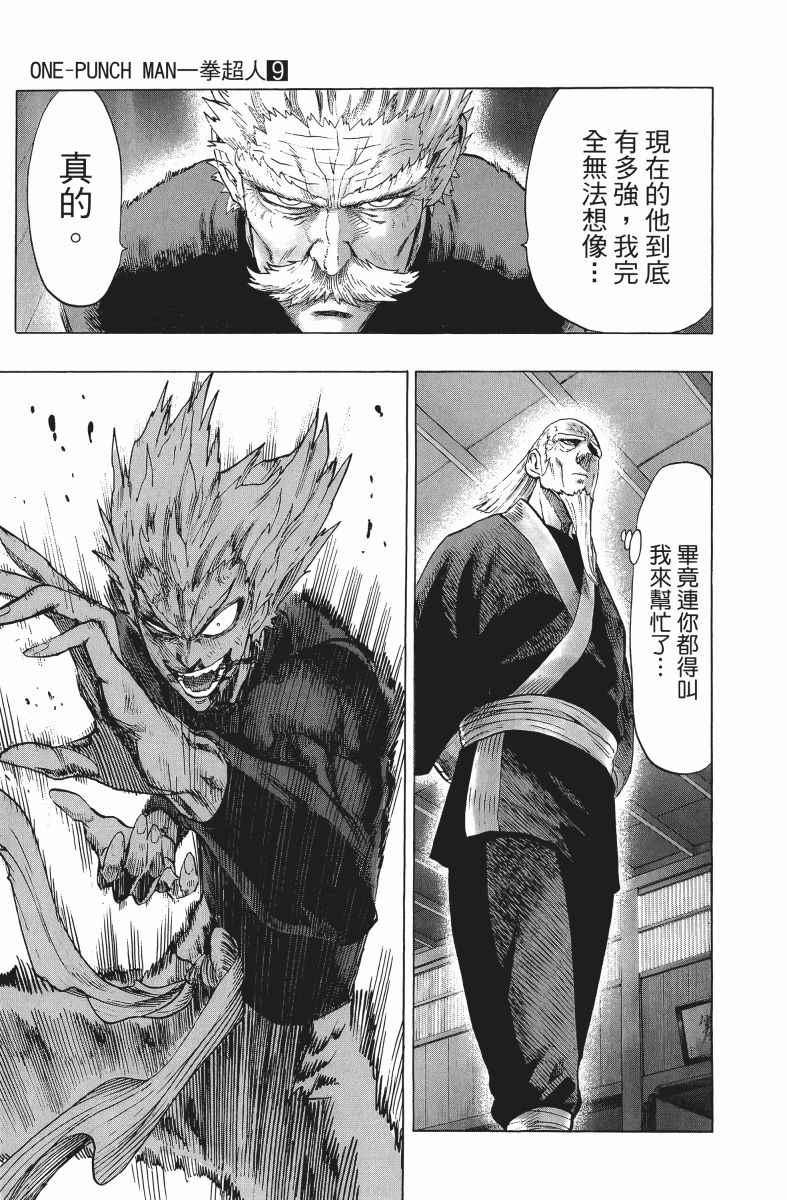 ONE-PUNCH MAN一拳超人9
現在的他到底
有多強，我完
全無法想像…
真的。
畢竟連你都得叫
我來幫忙了…